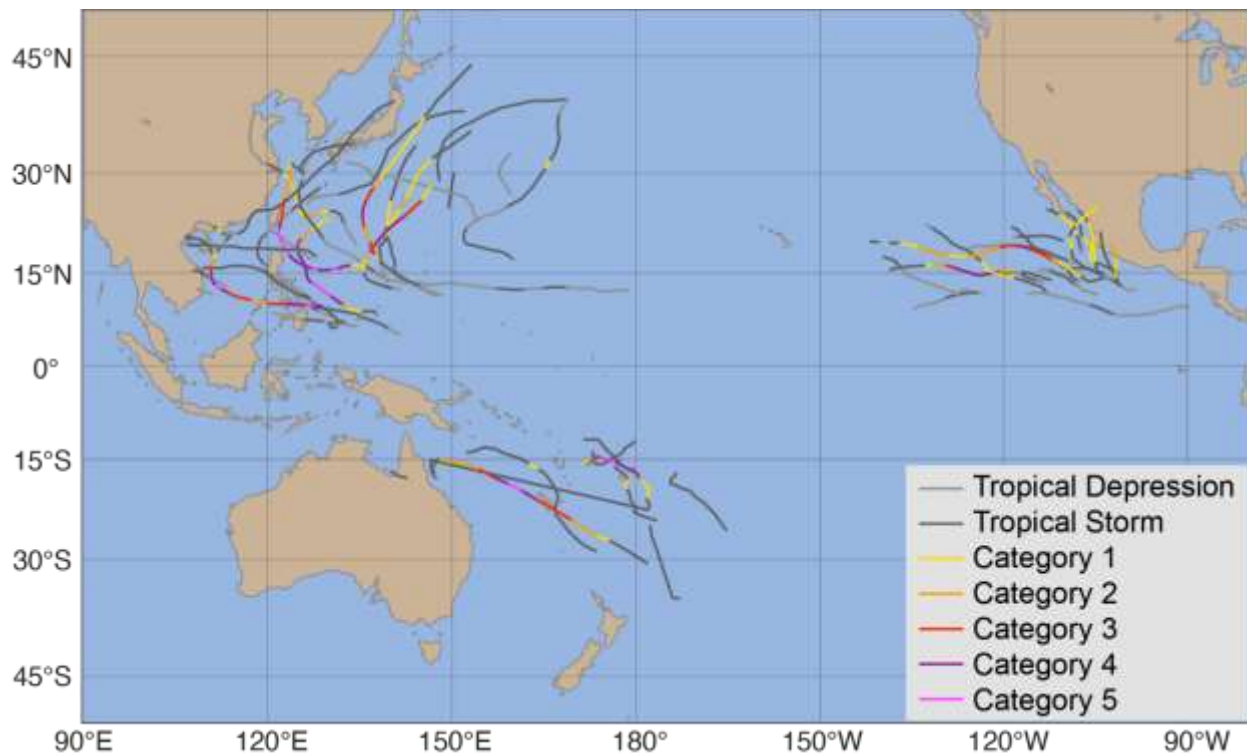 45°N
30°N
15°N
0°
15°S
30°S
45°S
Tropical Depression
Tropical Storm
Category 1
Category 2
Category 3
Category 4
Category 5
90°E 120°E 150°E 180° 150°W 120°W 90°W